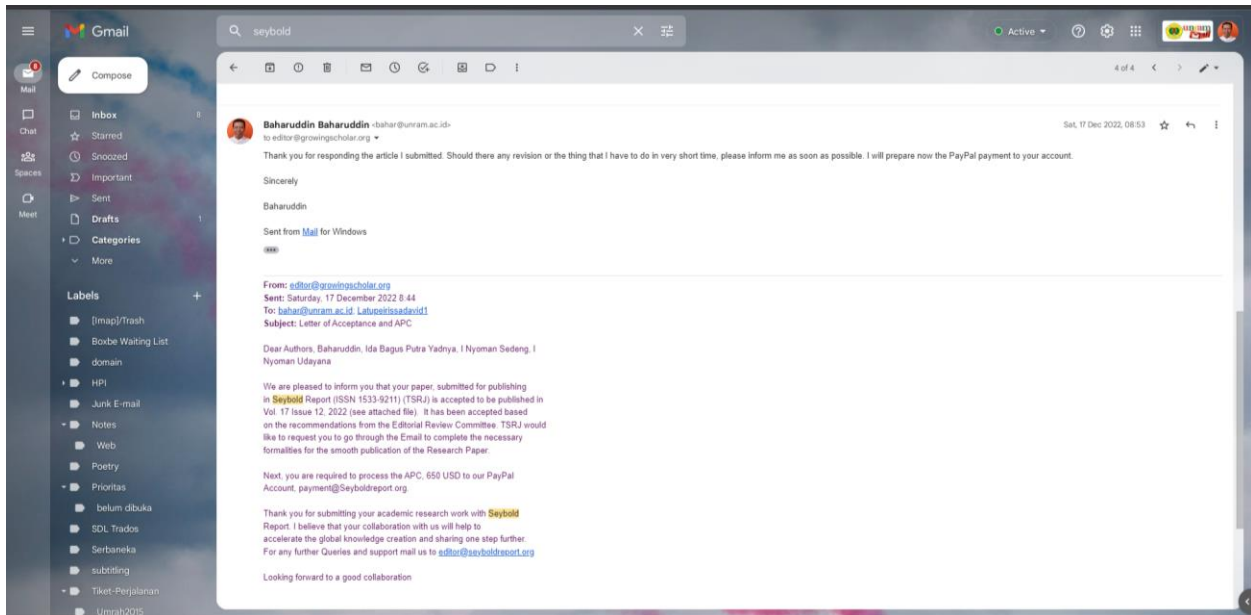 Gmail
seybold
Active
Mail
Compose
4 of 4
Chat
Spaces
Meet
Inbox 8
Starred
Snoozed
Important
Sent
Drafts 1
Categories
More
Labels
[Imap]/Trash
Boxbe Waiting List
domain
HPI
Junk E-mail
Notes
Web
Poetry
Prioritas
belum dibuka
SDL Trados
Serbaneka
subtitling
Tiket-Perjalanan
Umrah2015
Baharuddin Baharuddin <bahar@unram.ac.id>
Sat, 17 Dec 2022, 08:53
to editor@growingscholar.org
Thank you for responding the article I submitted. Should there any revision or the thing that I have to do in very short time, please inform me as soon as possible. I will prepare now the PayPal payment to your account.
Sincerely
Baharuddin
Sent from Mail for Windows
From: editor@growingscholar.org
Sent: Saturday, 17 December 2022 8:44
To: bahar@unram.ac.id; Latupeirissadavid1
Subject: Letter of Acceptance and APC
Dear Authors, Baharuddin, Ida Bagus Putra Yadnya, I Nyoman Sedeng, I
Nyoman Udayana
We are pleased to inform you that your paper, submitted for publishing
in Seybold Report (ISSN 1533-9211) (TSRJ) is accepted to be published in
Vol. 17 Issue 12, 2022 (see attached file). It has been accepted based
on the recommendations from the Editorial Review Committee. TSRJ would
like to request you to go through the Email to complete the necessary
formalities for the smooth publication of the Research Paper.
Next, you are required to process the APC, 650 USD to our PayPal
Account, payment@Seyboldreport.org.
Thank you for submitting your academic research work with Seybold
Report. I believe that your collaboration with us will help to
accelerate the global knowledge creation and sharing one step further.
For any further Queries and support mail us to editor@seyboldreport.org
Looking forward to a good collaboration